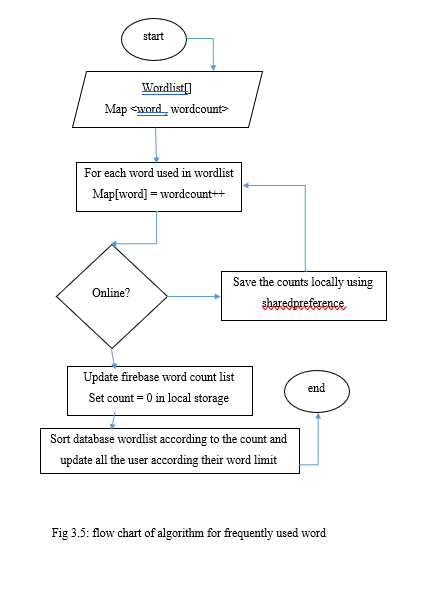 start
Wordlist[]
Map <word , wordcount>
For each word used in wordlist
Map[word] = wordcount++
Online?
Save the counts locally using
sharedpreference.
Update firebase word count list
Set count = 0 in local storage
end
Sort database wordlist according to the count and
update all the user according their word limit
Fig 3.5: flow chart of algorithm for frequently used word